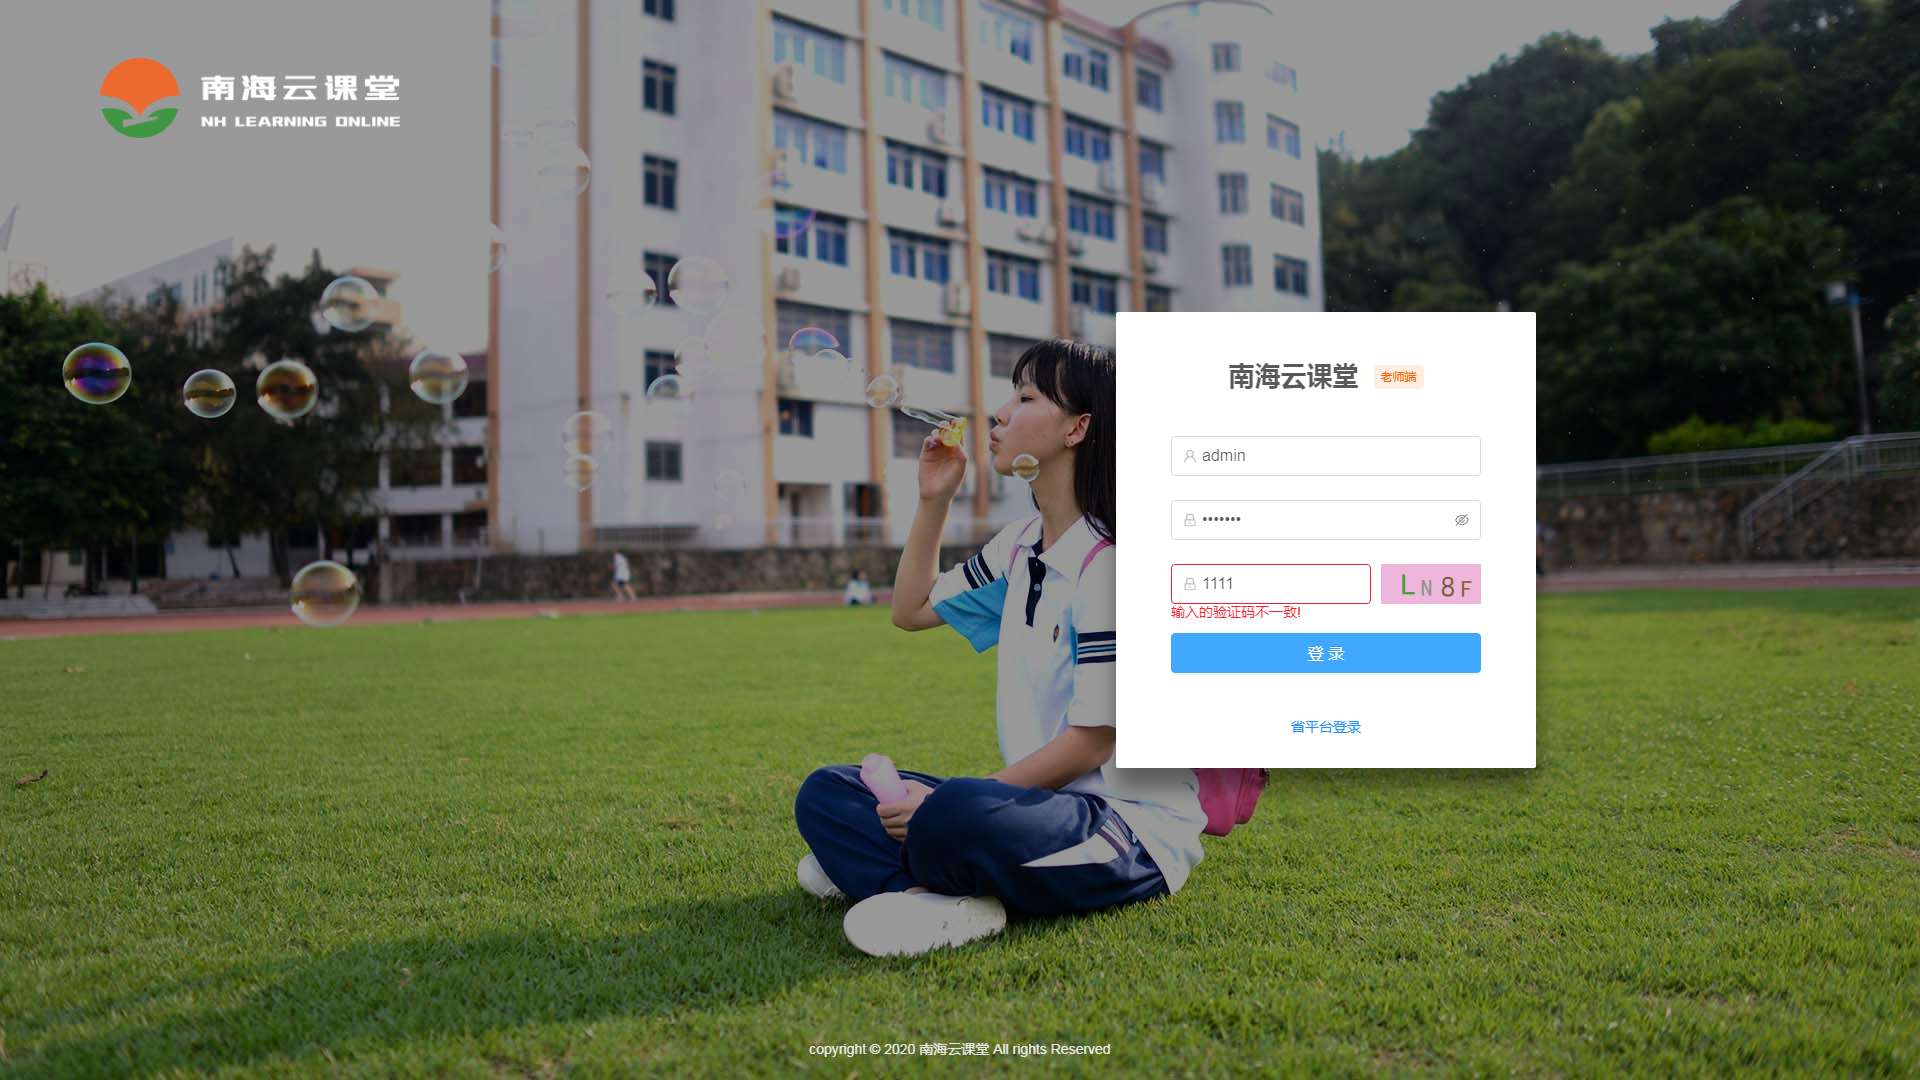 南海云课堂
NH LEARNING ONLINE
南海云课堂 老师端
admin
•••••••
1111
LN8F
输入的验证码不一致!
登 录
省平台登录
copyright © 2020 南海云课堂 All rights Reserved